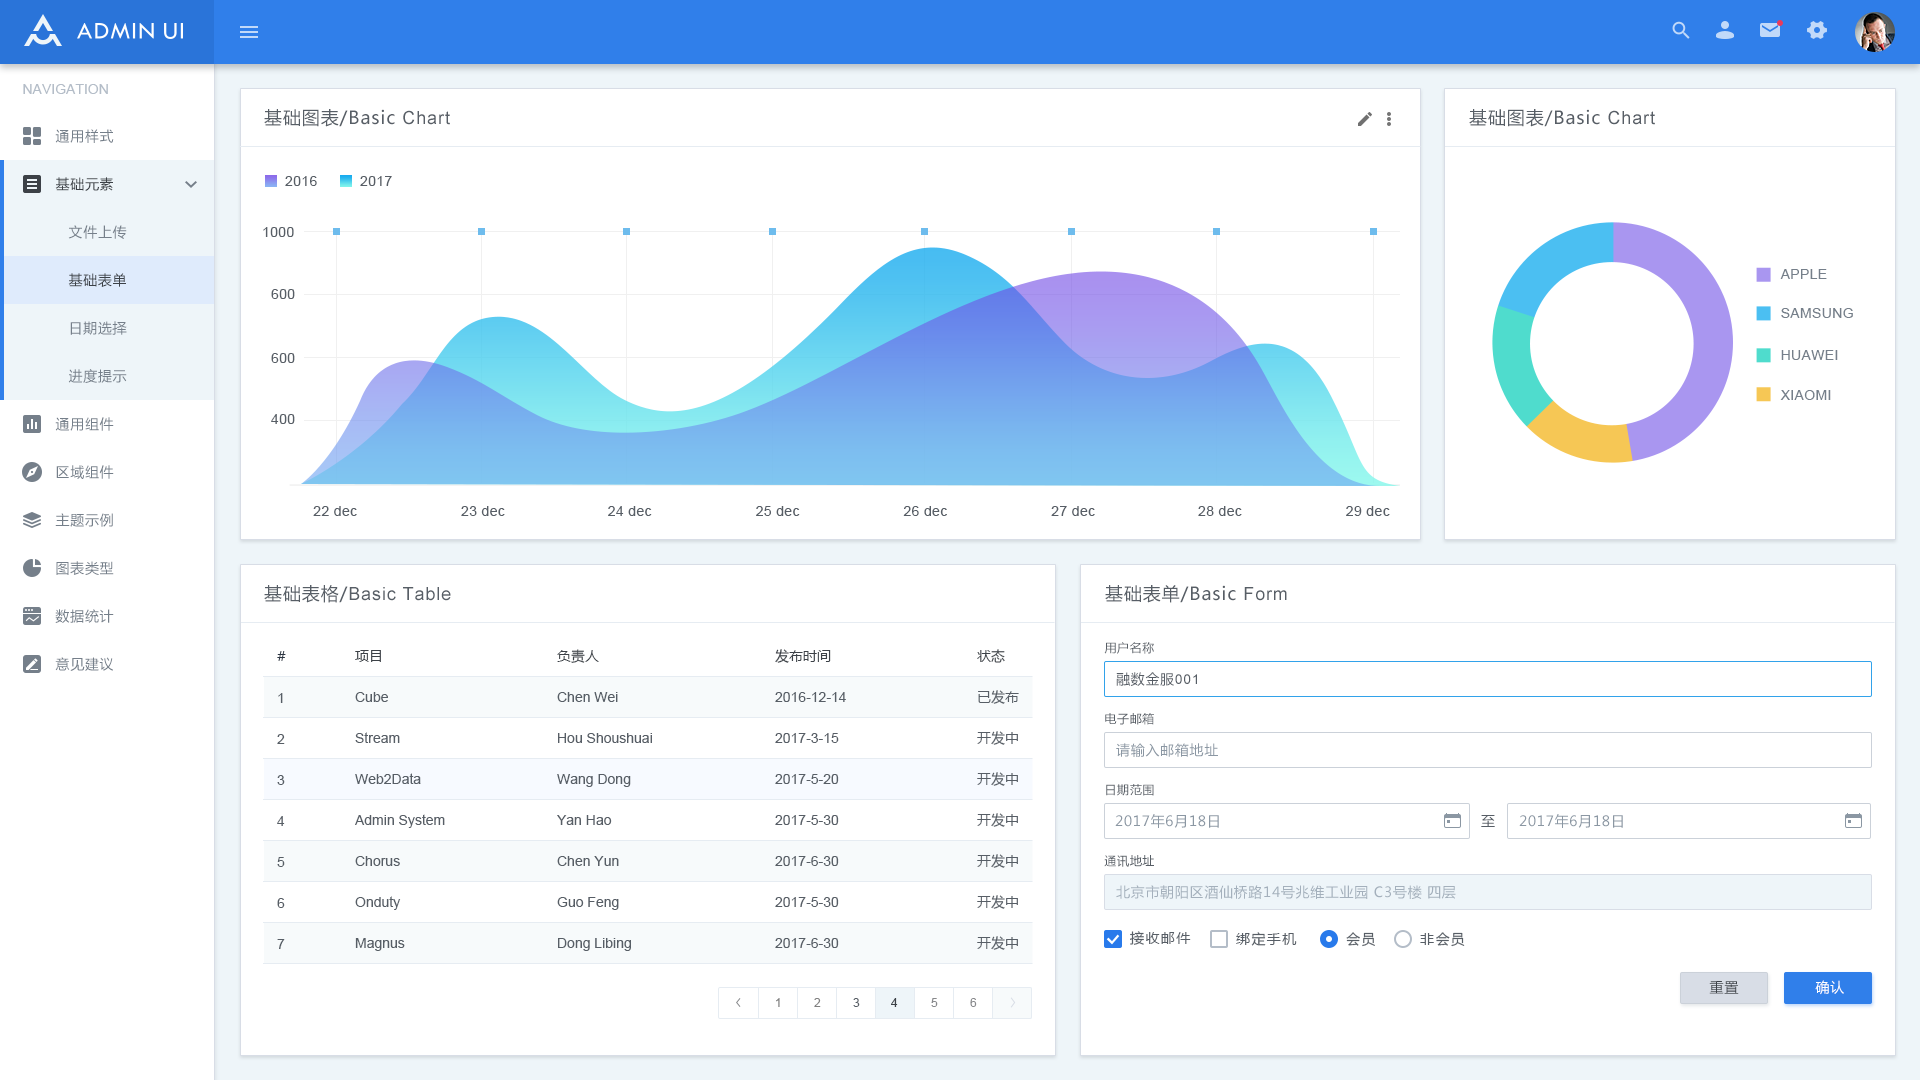 ADMIN UI
NAVIGATION
通用样式
基础元素
文件上传
基础表单
日期选择
进度提示
通用组件
区域组件
主题示例
图表类型
数据统计
意见建议
基础图表/Basic Chart
2016 2017
1000
600
600
400
22 dec 23 dec 24 dec 25 dec 26 dec 27 dec 28 dec 29 dec
基础图表/Basic Chart
APPLE
SAMSUNG
HUAWEI
XIAOMI
基础表格/Basic Table
# 项目 负责人 发布时间 状态
1 Cube Chen Wei 2016-12-14 已发布
2 Stream Hou Shoushuai 2017-3-15 开发中
3 Web2Data Wang Dong 2017-5-20 开发中
4 Admin System Yan Hao 2017-5-30 开发中
5 Chorus Chen Yun 2017-6-30 开发中
6 Onduty Guo Feng 2017-5-30 开发中
7 Magnus Dong Libing 2017-6-30 开发中
1 2 3 4 5 6
基础表单/Basic Form
用户名称
融数金服001
电子邮箱
请输入邮箱地址
日期范围
2017年6月18日 至 2017年6月18日
通讯地址
北京市朝阳区酒仙桥路14号兆维工业园 C3号楼 四层
接收邮件 绑定手机 会员 非会员
重置 确认